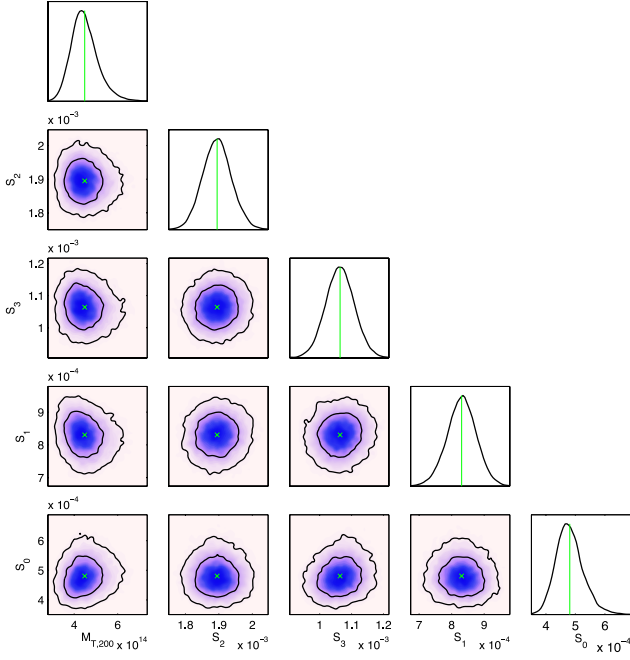 x 10⁻³
2
1.9
1.8
S₂
x 10⁻³
1.2
1.1
1
S₃
x 10⁻⁴
9
8
7
S₁
x 10⁻⁴
6
5
4
S₀
4 6
M_T,200 x 10¹⁴
1.8 1.9 2
S₂ x 10⁻³
1 1.1 1.2
S₃ x 10⁻³
7 8 9
S₁ x 10⁻⁴
4 5 6
S₀ x 10⁻⁴